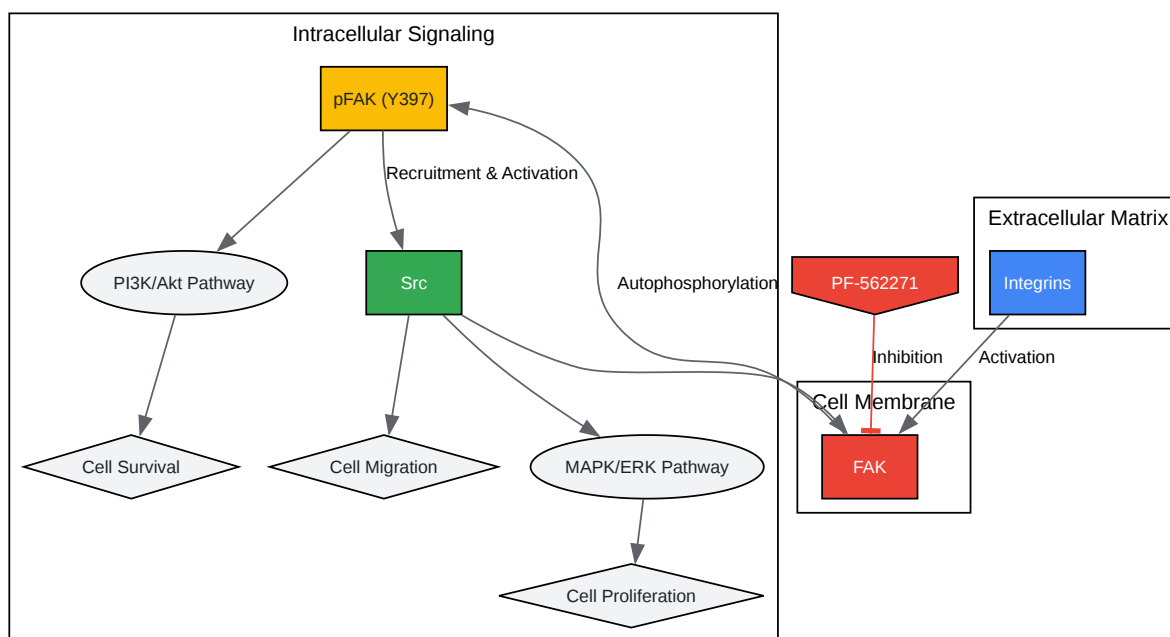 Intracellular Signaling
pFAK (Y397)
Recruitment & Activation
Extracellular Matrix
PI3K/Akt Pathway
Src
Autophosphorylation
PF-562271
Integrins
Inhibition
Activation
Cell Membrane
Cell Survival
Cell Migration
MAPK/ERK Pathway
FAK
Cell Proliferation